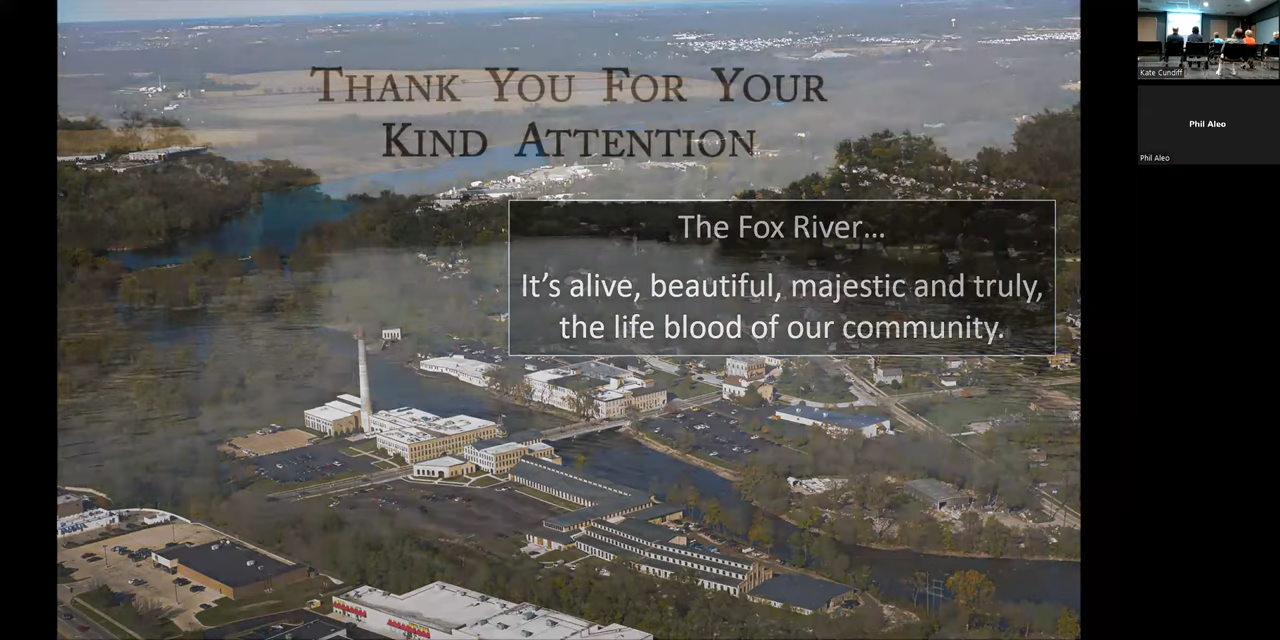 Thank You For Your
Kind Attention
The Fox River...
It's alive, beautiful, majestic and truly,
the life blood of our community.
Kate Cundiff
Phil Aleo
Phil Aleo